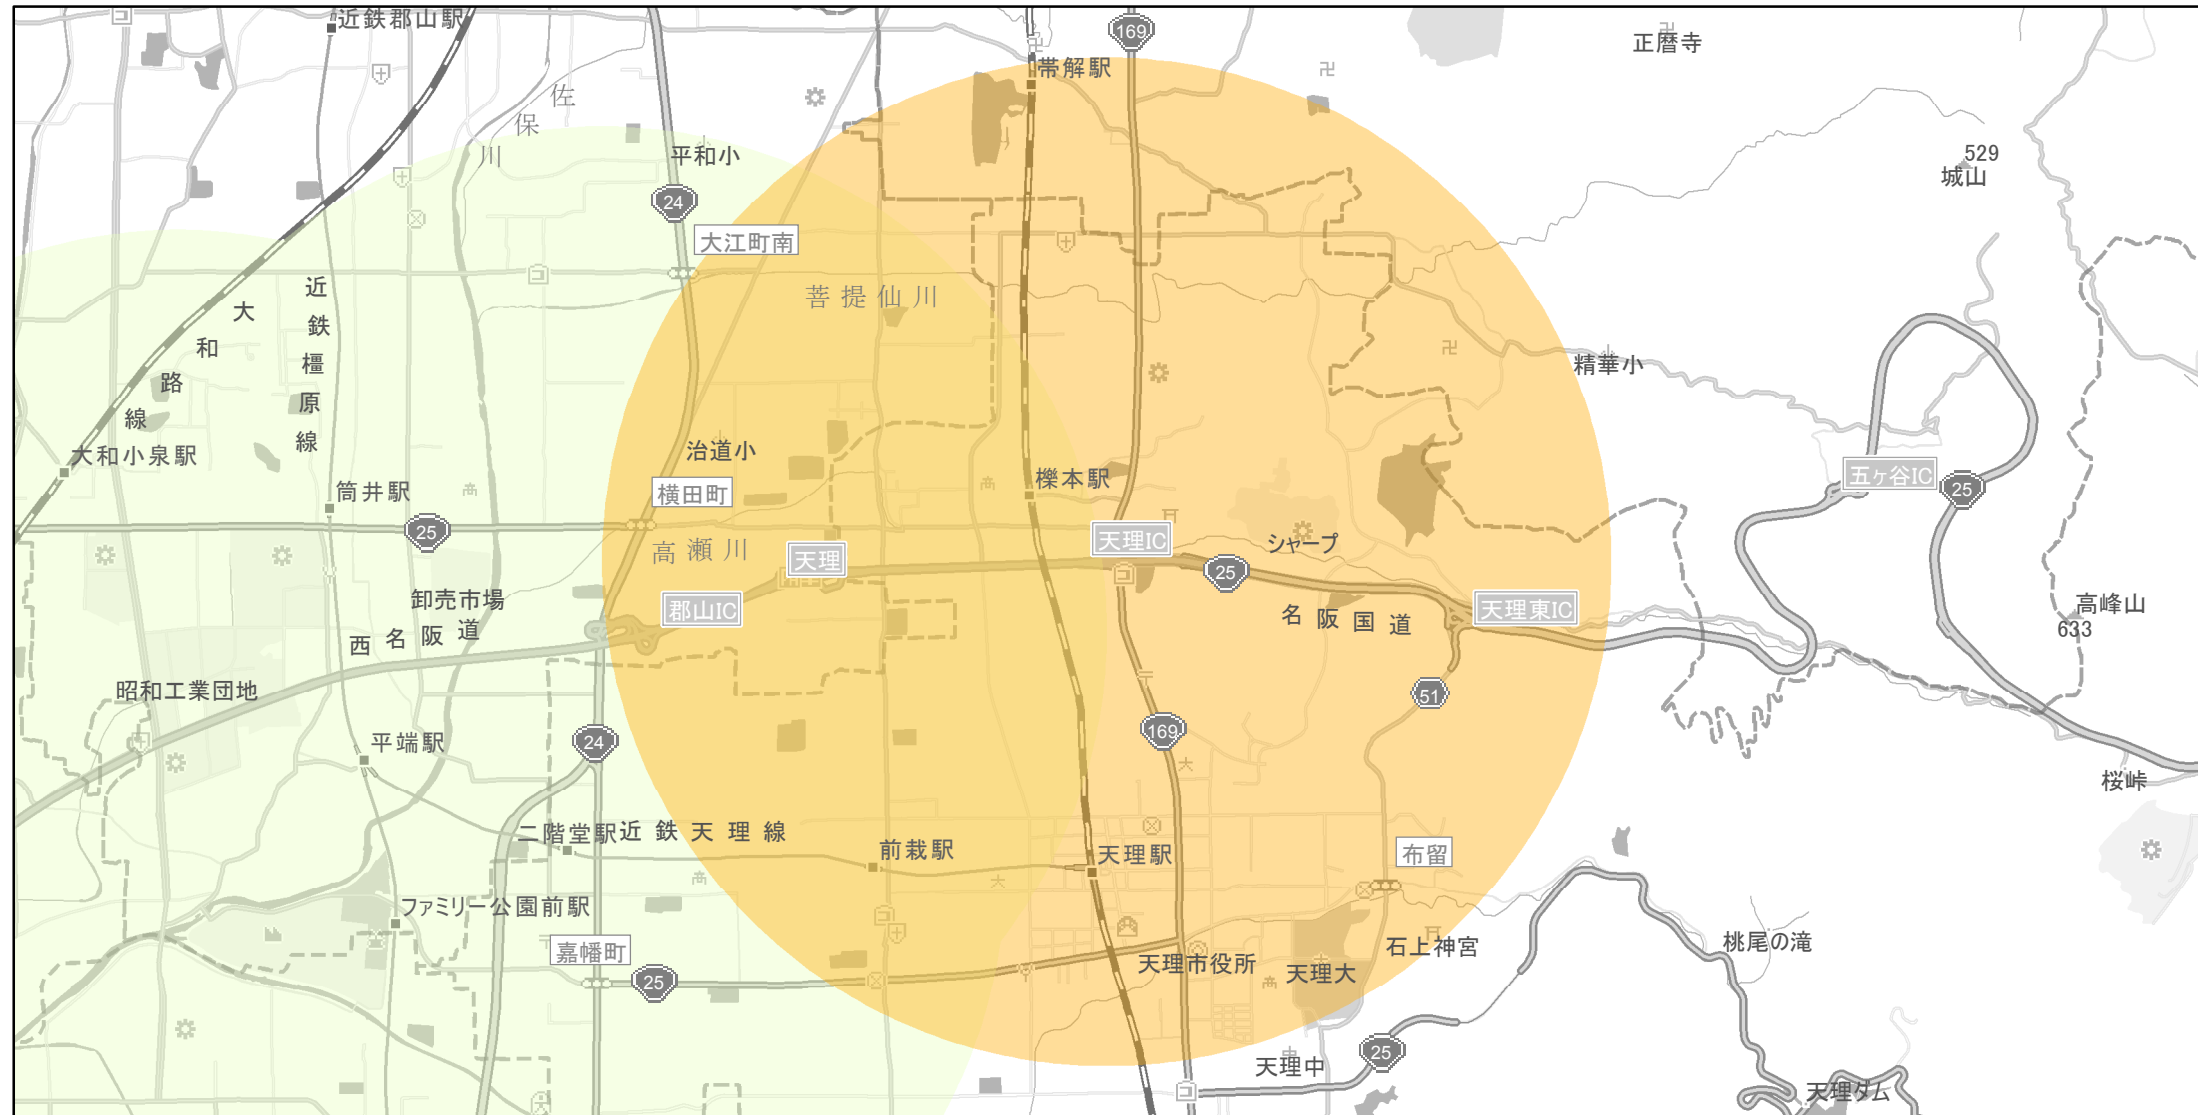 近鉄郡山駅
169
正暦寺
帯解駅
佐保川
平和小
529
城山
24
大江町南
菩提仙川
近鉄橿原線
大和路線
精華小
治道小
大和小泉駅
櫟本駅
五ヶ谷IC
25
筒井駅
横田町
25
天理IC
高瀬川
天理
シャープ
25
卸売市場
郡山IC
天理東IC
高峰山
633
名阪国道
西名阪道
昭和工業団地
51
24
平端駅
169
桜峠
二階堂駅
近鉄天理線
前栽駅
天理駅
布留
ファミリー公園前駅
嘉幡町
石上神宮
桃尾の滝
天理市役所
天理大
25
25
天理中
天理ダム